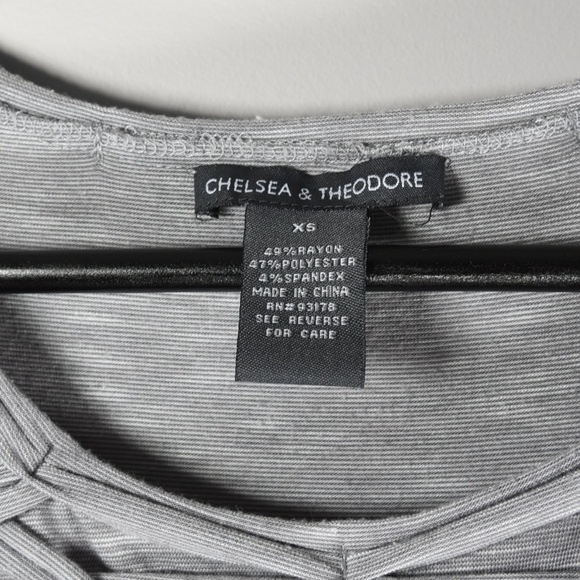 CHELSEA & THEODORE
XS
49%RAYON
47%POLYESTER
4%SPANDEX
MADE IN CHINA
RN#93178
SEE REVERSE
FOR CARE